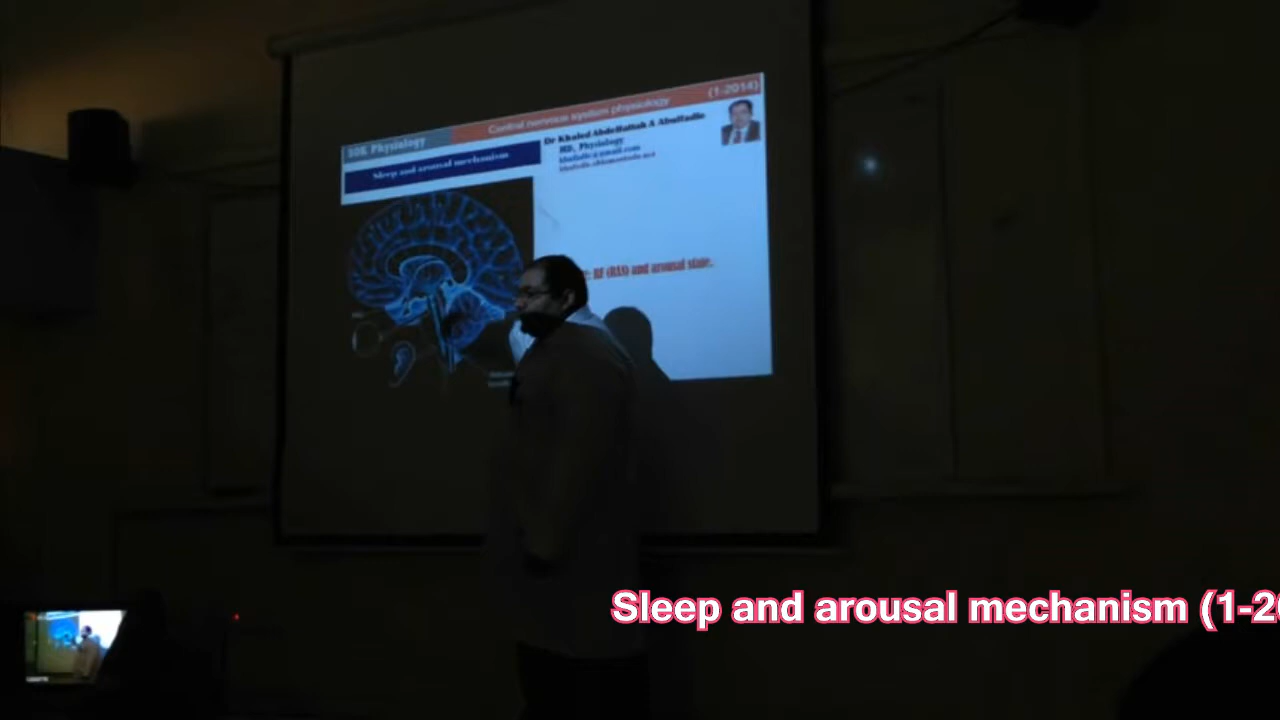 Physiology
Central nervous system physiology
(1-2014)
Sleep and arousal mechanism
Dr Khaled Abdelfattah A Abulfadle
MD, Physiology
RF (RAS) and arousal state.
Sleep and arousal mechanism (1-20